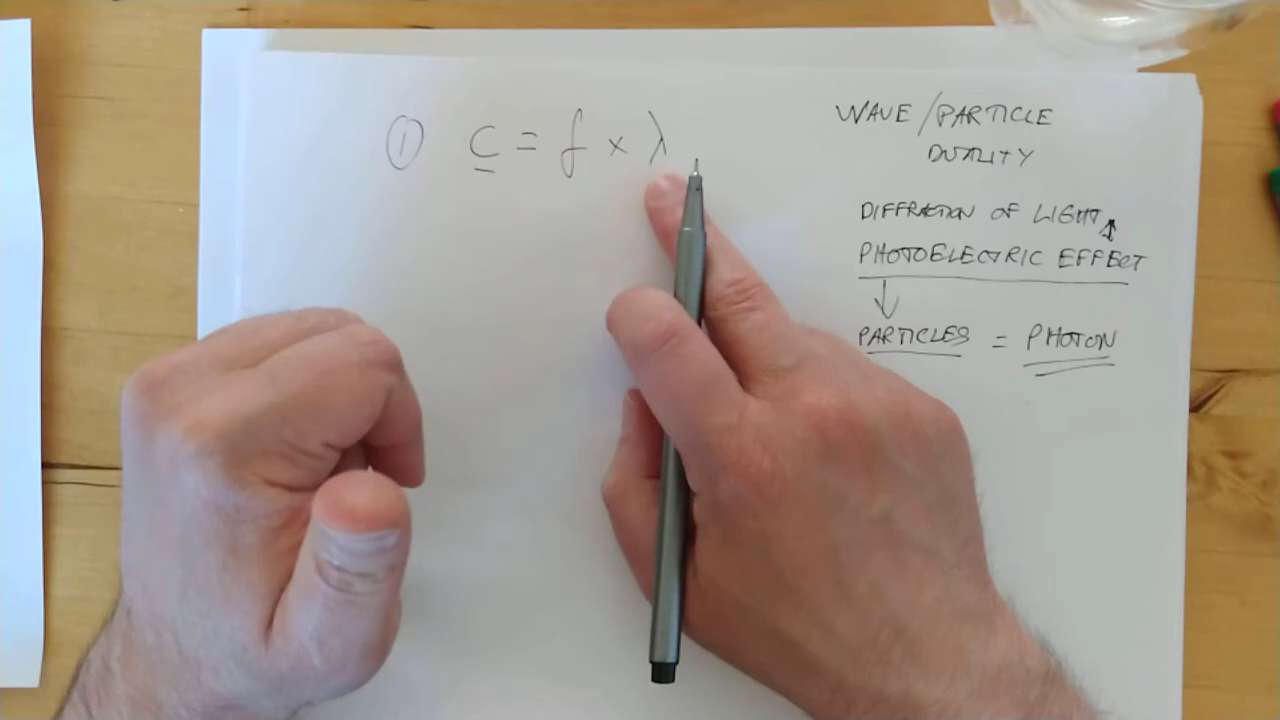 ① c = f × λ
WAVE/PARTICLE
DUALITY
DIFFRACTION OF LIGHT
PHOTOELECTRIC EFFECT
PARTICLES = PHOTON